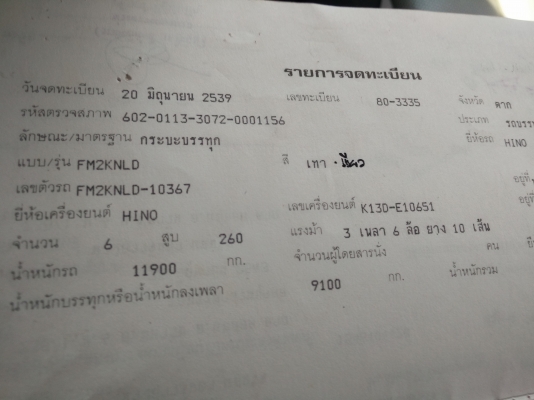 รายการจดทะเบียน
วันจดทะเบียน 20 มิถุนายน 2539 เลขทะเบียน 80-3335 จังหวัด ตาก
รหัสตรวจสภาพ 602-0113-3072-0001156 ประเภท
ลักษณะ/มาตรฐาน กระบะบรรทุก ยี่ห้อรถ HINO
แบบ/รุ่น FM2KNLD สี เทา
เลขตัวรถ FM2KNLD-10367 อยู่ที่
ยี่ห้อเครื่องยนต์ HINO เลขเครื่องยนต์ K13D-E10651 อยู่ที่
จำนวน 6 สูบ 260 แรงม้า 3 เพลา 6 ล้อ ยาง 10 เส้น
น้ำหนักรถ 11900 กก. จำนวนผู้โดยสารนั่ง คน
น้ำหนักบรรทุกหรือน้ำหนักลงเพลา 9100 กก. น้ำหนักรวม